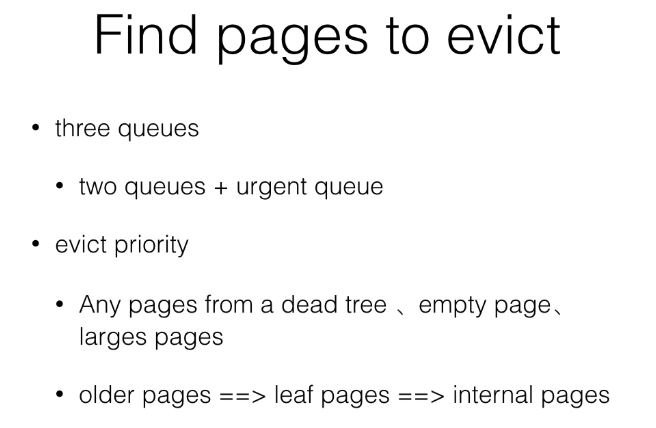 Find pages to evict
• three queues
• two queues + urgent queue
• evict priority
• Any pages from a dead tree 、empty page、
larges pages
• older pages ==> leaf pages ==> internal pages